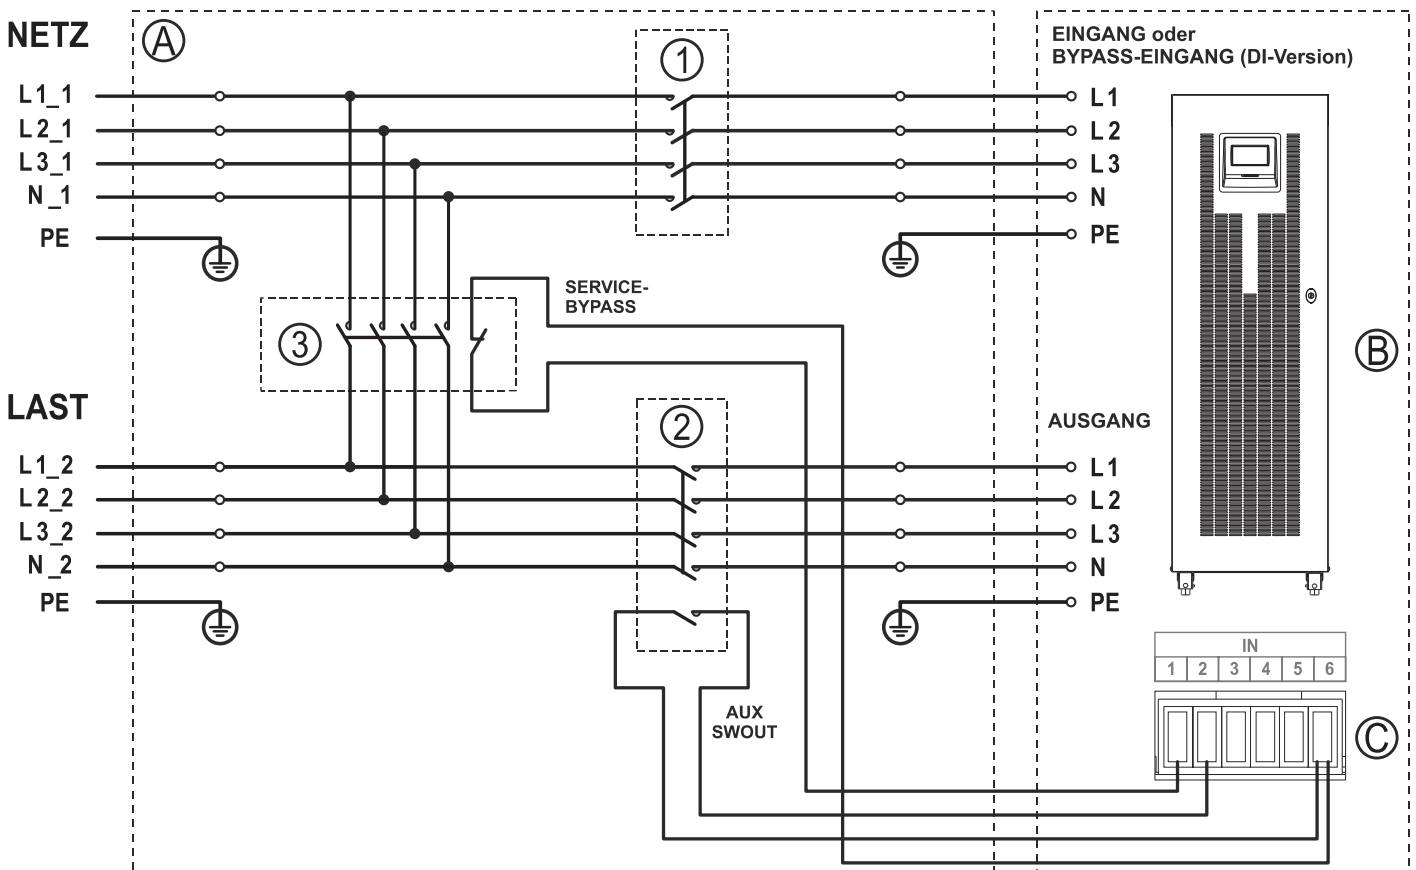 NETZ
A
1
EINGANG oder
BYPASS-EINGANG (DI-Version)
L1_1
L1
L2_1
L2
L3_1
L3
N_1
N
PE
PE
SERVICE-
BYPASS
3
B
LAST
2
AUSGANG
L1_2
L1
L2_2
L2
L3_2
L3
N_2
N
PE
PE
IN
1 2 3 4 5 6
AUX
SWOUT
C